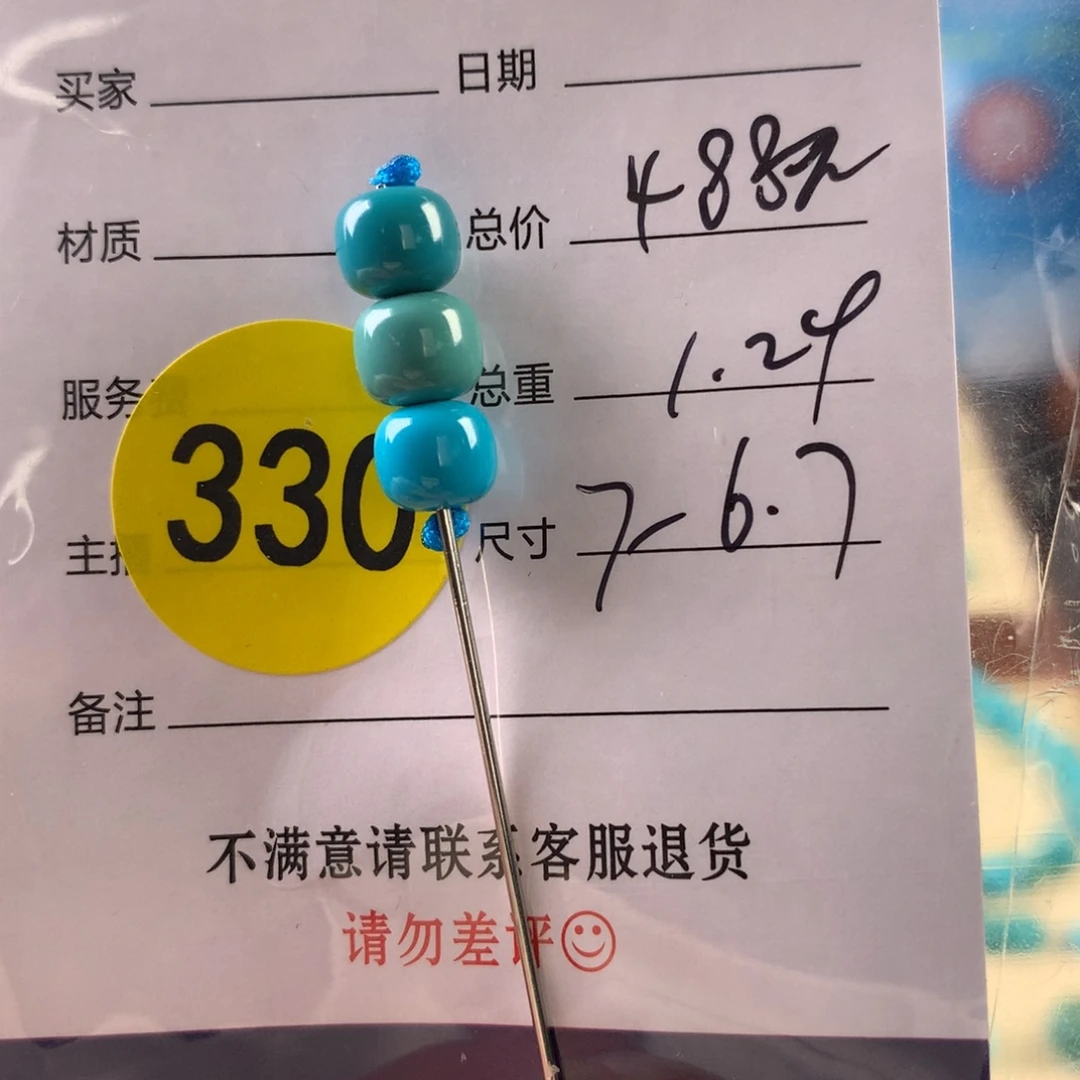 买家 日期
材质 总价 488元
服务 总重 1.2g
330
主播 尺寸 7-6.7
备注
不满意请联系客服退货
请勿差评